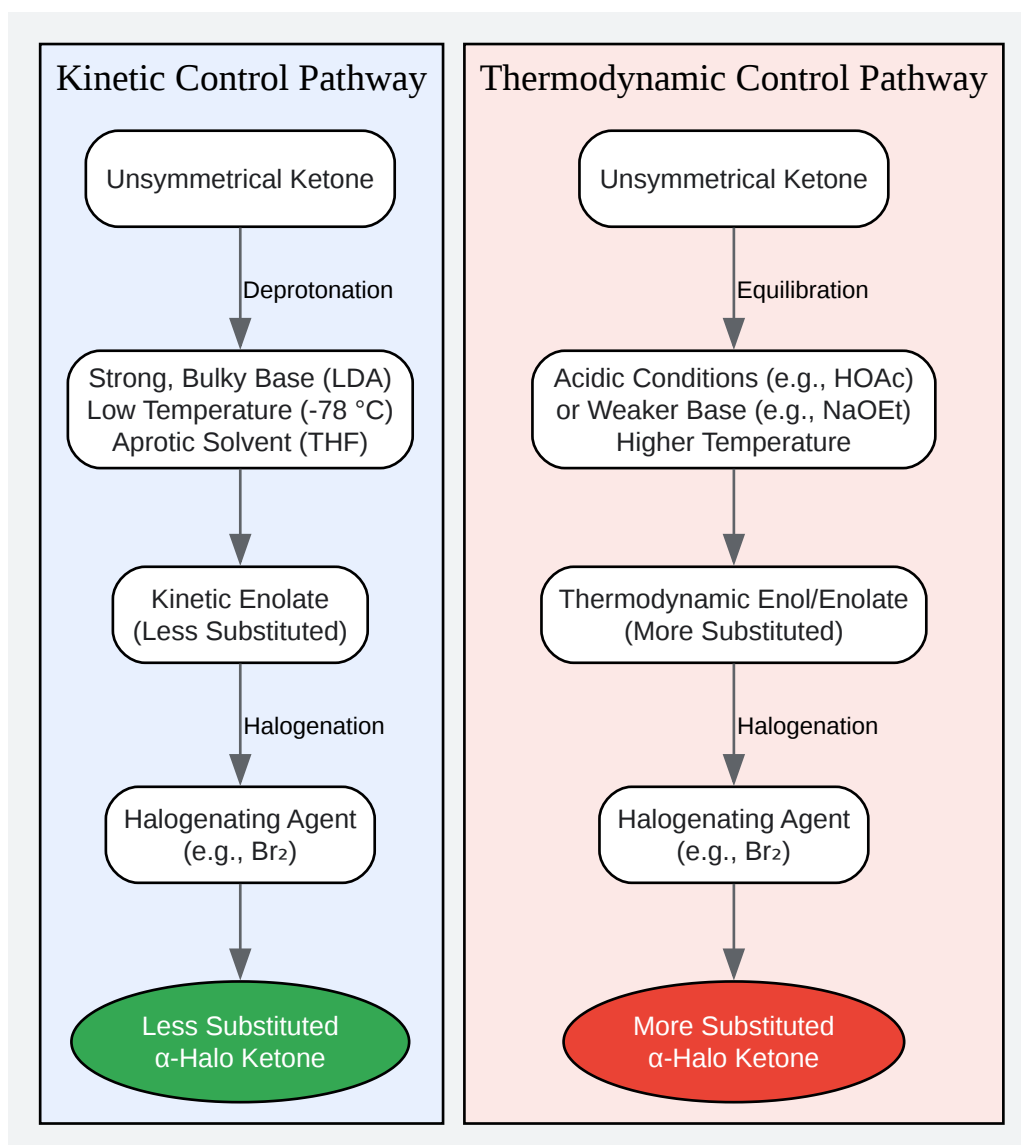 Kinetic Control Pathway
Unsymmetrical Ketone
Deprotonation
Strong, Bulky Base (LDA)
Low Temperature (-78 °C)
Aprotic Solvent (THF)
Kinetic Enolate
(Less Substituted)
Halogenation
Halogenating Agent
(e.g., Br₂)
Less Substituted
α-Halo Ketone
Thermodynamic Control Pathway
Unsymmetrical Ketone
Equilibration
Acidic Conditions (e.g., HOAc)
or Weaker Base (e.g., NaOEt)
Higher Temperature
Thermodynamic Enol/Enolate
(More Substituted)
Halogenation
Halogenating Agent
(e.g., Br₂)
More Substituted
α-Halo Ketone